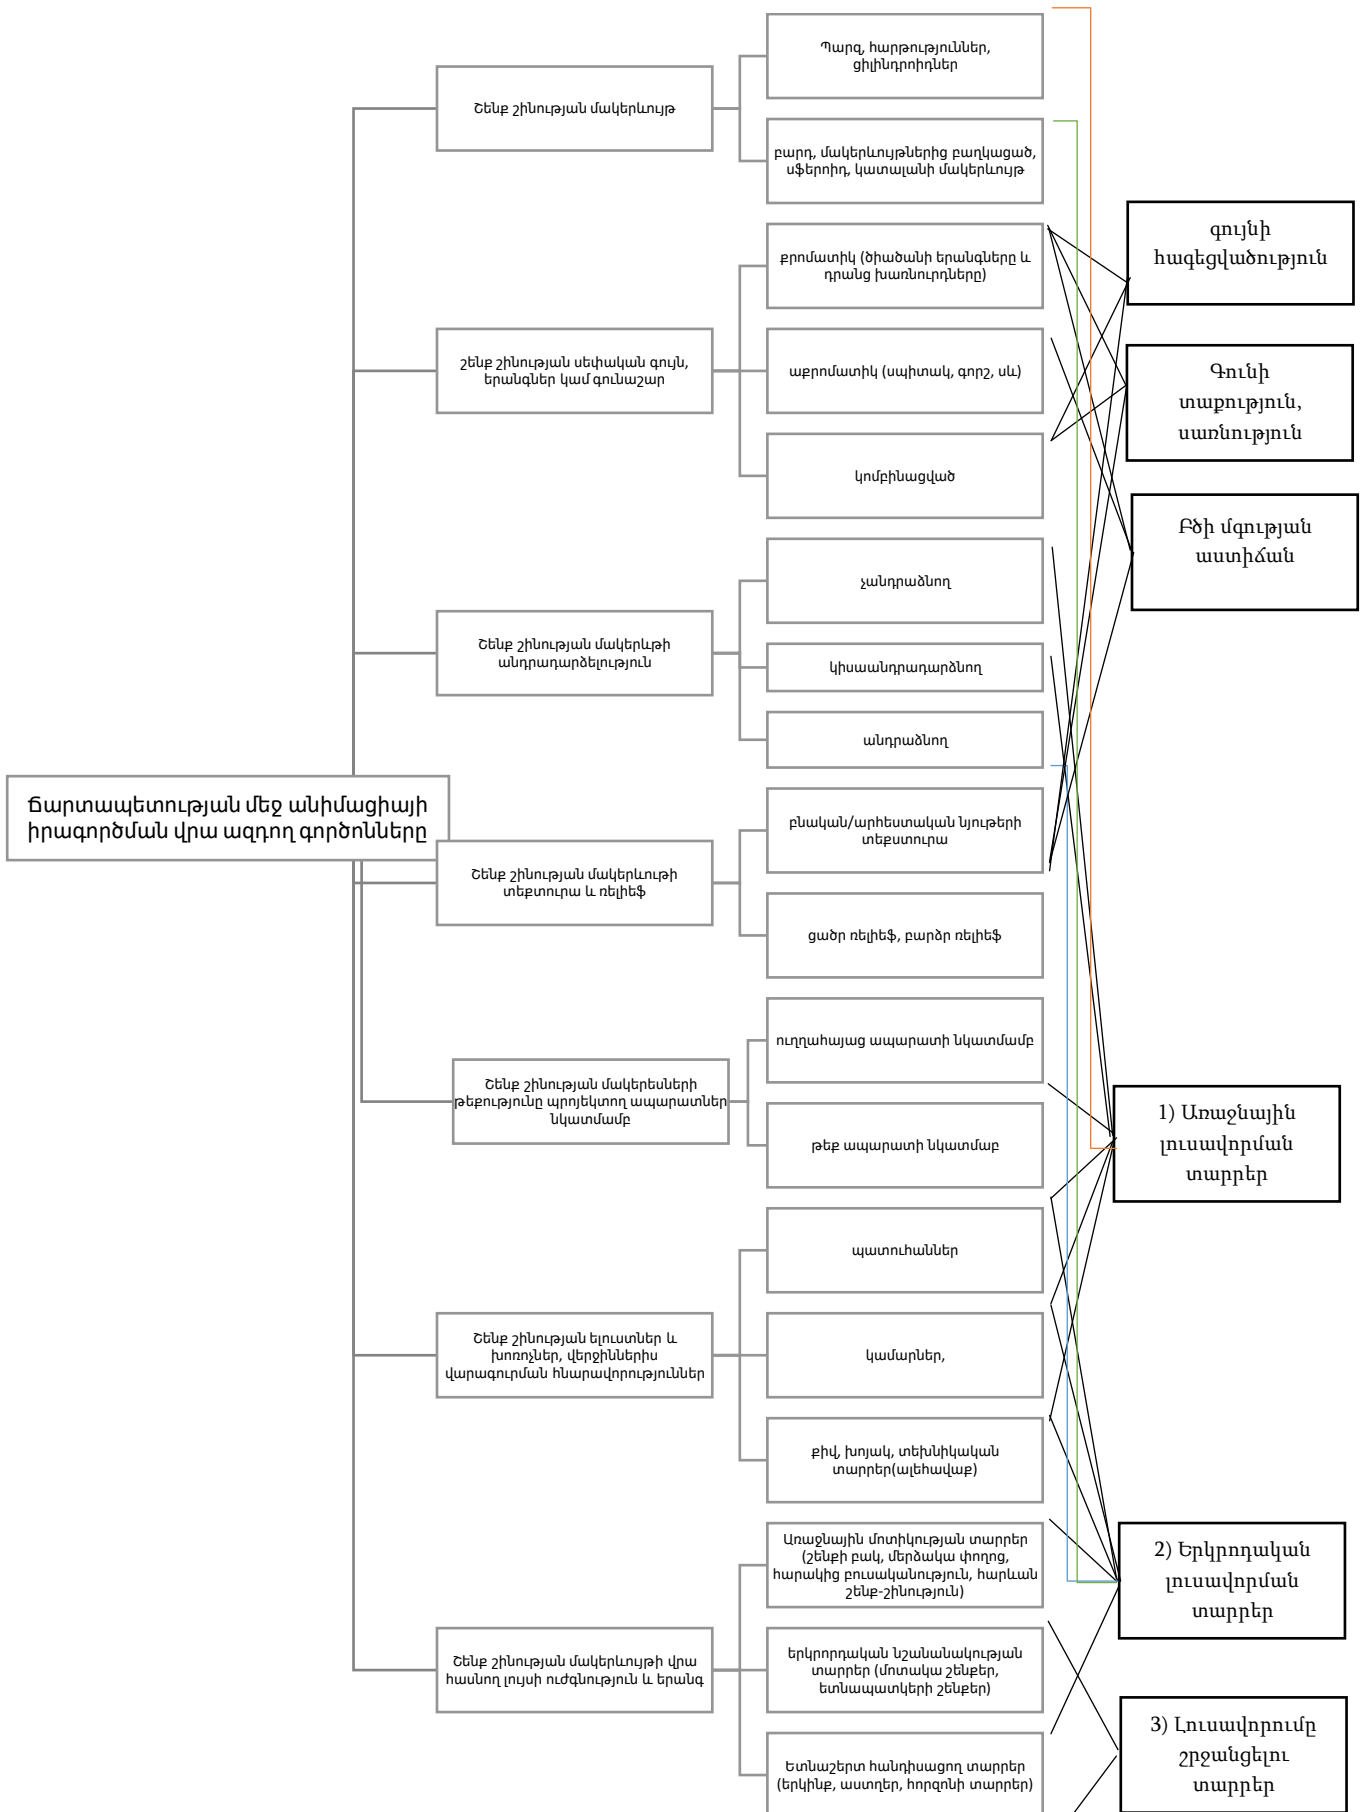 Ճարտապետության մեջ անիմացիայի
իրագործման վրա ազդող գործոնները
Շենք շինության մակերևույթ
Պարզ, հարթություններ,
ցիլինդրոիդներ
բարդ, մակերևույթներից բաղկացած,
սֆերոիդ, կատալանի մակերևույթ
շենք շինության սեփական գույն,
երանգներ կամ գունաշար
քրոմատիկ (ծիածանի երանգները և
դրանց խառնուրդները)
աքրոմատիկ (սպիտակ, գորշ, սև)
կոմբինացված
Շենք շինության մակերևթի
անդրադարձելություն
չանդրաձնող
կիսաանդրադարձնող
անդրաձնող
Շենք շինության մակերևութի
տեքտուրա և ռելիեֆ
բնական/արհեստական նյութերի
տեքստուրա
ցածր ռելիեֆ, բարձր ռելիեֆ
Շենք շինության մակերեսների
թեքությունը պրոյեկտող ապարատներ
նկատմամբ
ուղղահայաց ապարատի նկատմամբ
թեք ապարատի նկատմաբ
Շենք շինության ելուստներ և
խոռոչներ, վերջիններիս
վարագուրման հնարավորություններ
պատուհաններ
կամարներ,
քիվ, խոյակ, տեխնիկական
տարրեր(ալեհավաք)
Շենք շինության մակերևույթի վրա
հասնող լույսի ուժգնություն և երանգ
Առաջնային մոտիկության տարրեր
(շենքի բակ, մերձակա փողոց,
հարակից բուսականություն, հարևան
շենք-շինություն)
երկրորդական նշանանակության
տարրեր (մոտակա շենքեր,
ետնապատկերի շենքեր)
Ետնաշերտ հանդիսացող տարրեր
(երկինք, աստղեր, հորզոնի տարրեր)
գույնի
հագեցվածություն
Գունի
տաքություն,
սառնություն
Բծի մգության
աստիճան
1) Առաջնային
լուսավորման
տարրեր
2) Երկրոդական
լուսավորման
տարրեր
3) Լուսավորումը
շրջանցելու
տարրեր